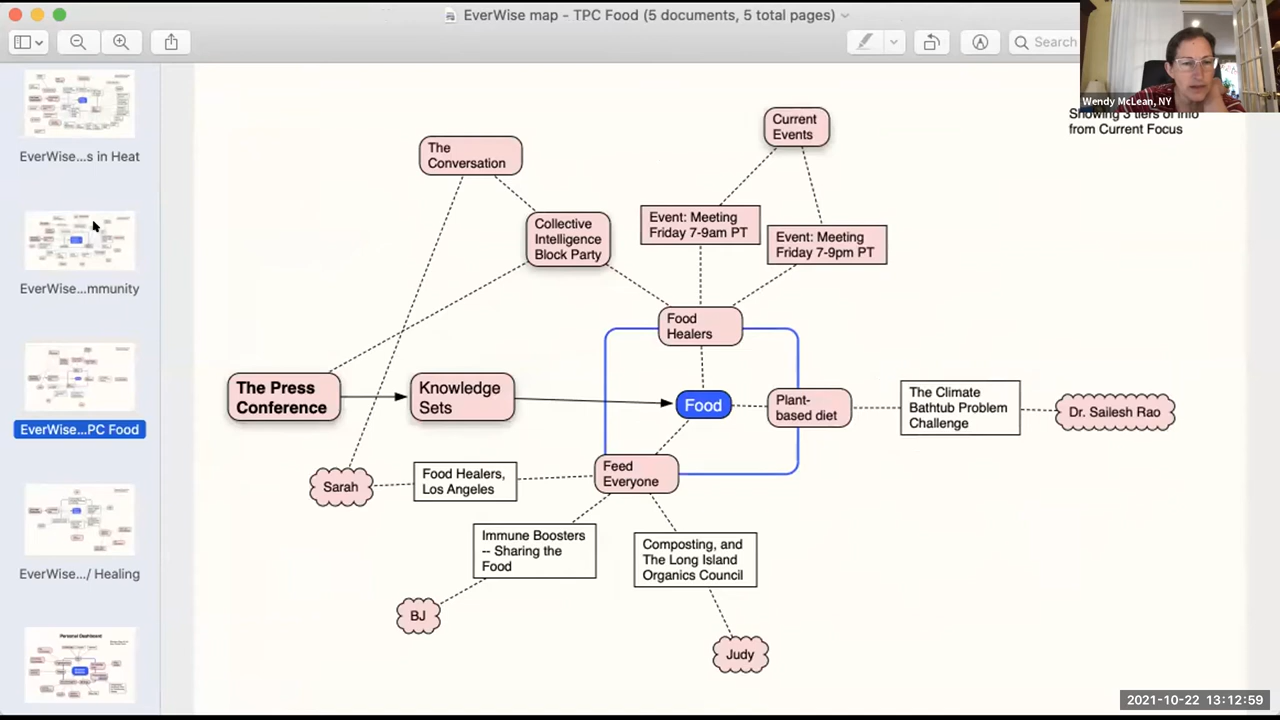 EverWise map - TPC Food (5 documents, 5 total pages)
Search
Wendy McLean, NY
Showing 3 tiers of info
from Current Focus
EverWise...s in Heat
EverWise...mmunity
EverWise...PC Food
EverWise.../ Healing
Personal Dashboard
Current
Events
The
Conversation
Collective
Intelligence
Block Party
Event: Meeting
Friday 7-9am PT
Event: Meeting
Friday 7-9pm PT
Food
Healers
The Press
Conference
Knowledge
Sets
Food
Plant-
based diet
The Climate
Bathtub Problem
Challenge
Dr. Sailesh Rao
Feed
Everyone
Food Healers,
Los Angeles
Sarah
Immune Boosters
-- Sharing the
Food
Composting, and
The Long Island
Organics Council
BJ
Judy
2021-10-22 13:12:59